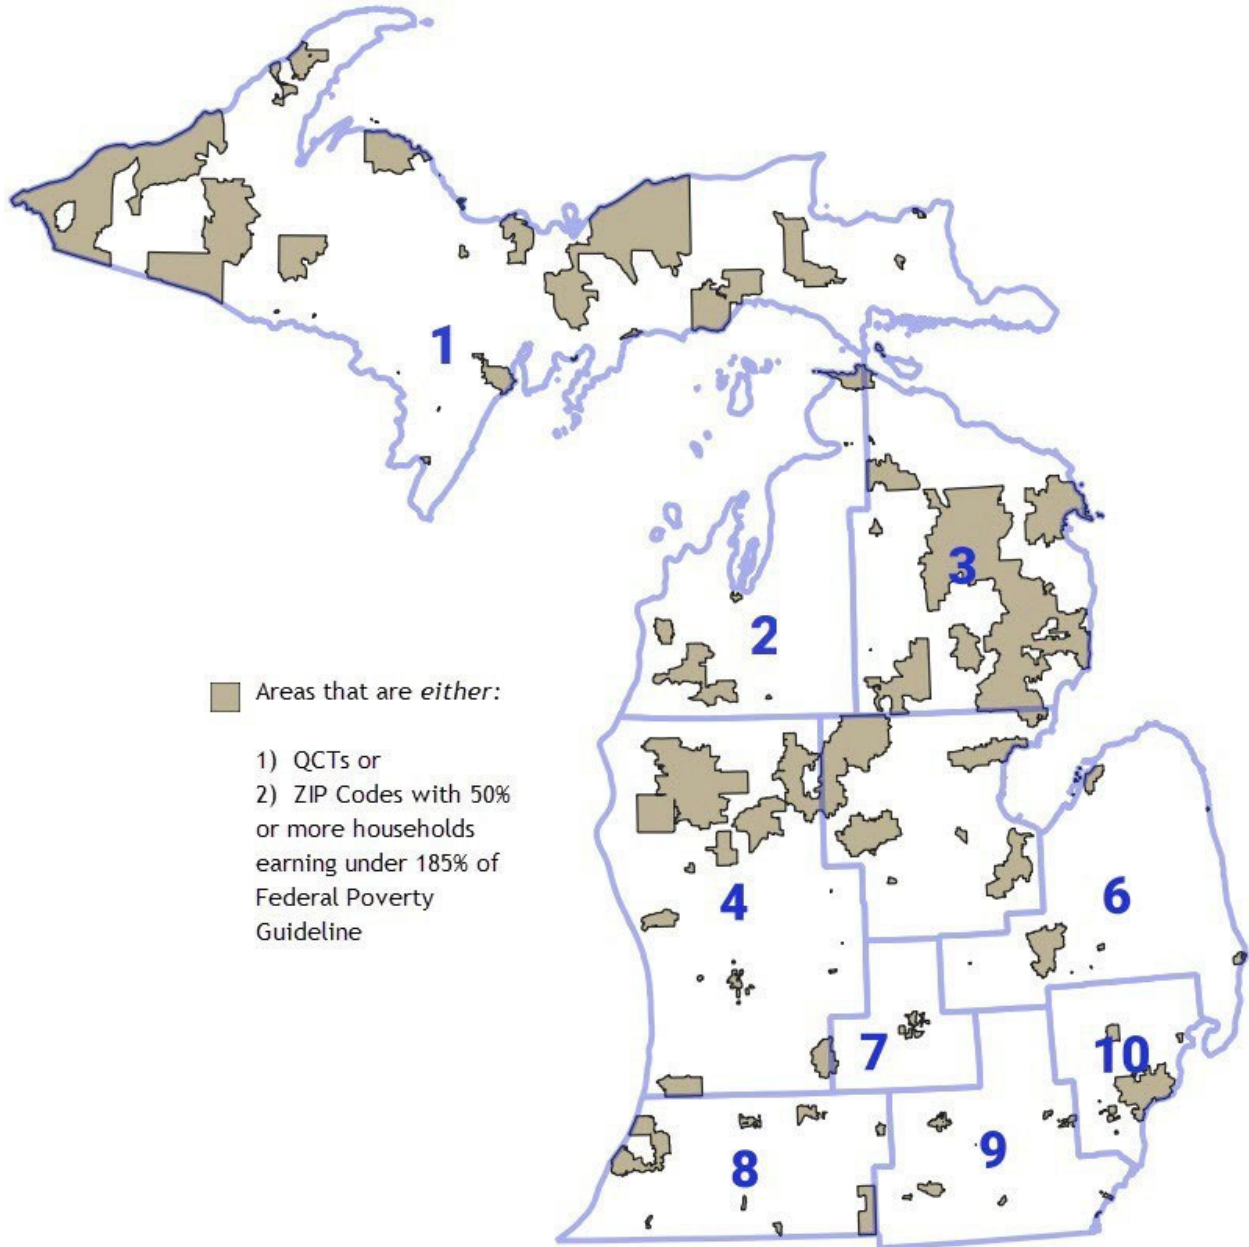 1
3
2
Areas that are either:
1) QCTs or
2) ZIP Codes with 50%
or more households
earning under 185% of
Federal Poverty
Guideline
4
6
7
10
8
9